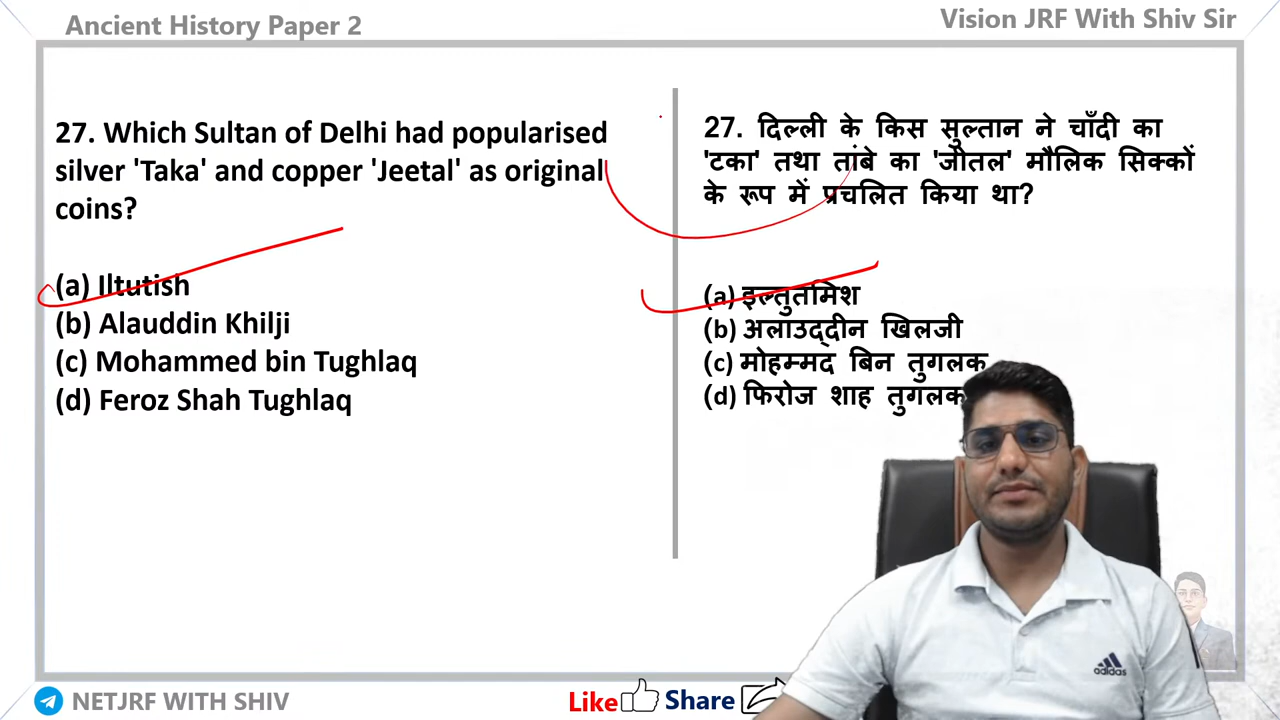 Ancient History Paper 2
Vision JRF With Shiv Sir
27. Which Sultan of Delhi had popularised
silver 'Taka' and copper 'Jeetal' as original
coins?
(a) Iltutish
(b) Alauddin Khilji
(c) Mohammed bin Tughlaq
(d) Feroz Shah Tughlaq
27. दिल्ली के किस सुल्तान ने चाँदी का
'टका' तथा तांबे का 'जीतल' मौलिक सिक्कों
के रूप में प्रचलित किया था?
(a) इल्तुतमिश
(b) अलाउद्दीन खिलजी
(c) मोहम्मद बिन तुगलक
(d) फिरोज शाह तुगलक
adidas
NETJRF WITH SHIV
Like Share